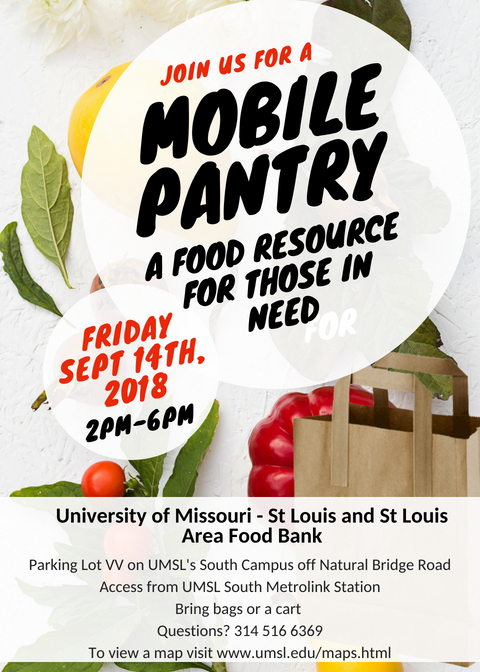 JOIN US FOR A
MOBILE
PANTRY
A FOOD RESOURCE
FOR THOSE IN
NEED
FOR
FRIDAY
SEPT 14TH,
2018
2PM-6PM
University of Missouri - St Louis and St Louis
Area Food Bank
Parking Lot VV on UMSL's South Campus off Natural Bridge Road
Access from UMSL South Metrolink Station
Bring bags or a cart
Questions? 314 516 6369
To view a map visit www.umsl.edu/maps.html